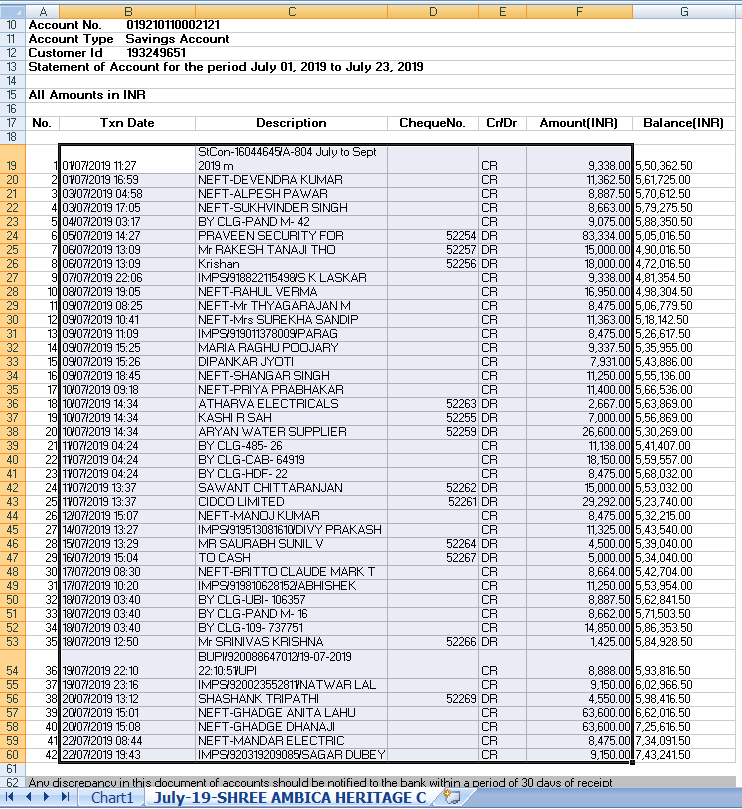 A B C D E F G
10 Account No. 019210110002121
11 Account Type Savings Account
12 Customer Id 193249651
13 Statement of Account for the period July 01, 2019 to July 23, 2019
14
15 All Amounts in INR
16
17 No. Txn Date Description ChequeNo. Cr/Dr Amount(INR) Balance(INR)
18
StCon-16044645/A-804 July to Sept
19 1 01/07/2019 11:27 2019 m CR 9,338.00 5,50,362.50
20 2 01/07/2019 16:59 NEFT-DEVENDRA KUMAR CR 11,362.50 5,61,725.00
21 3 03/07/2019 04:58 NEFT-ALPESH PAWAR CR 8,887.50 5,70,612.50
22 4 03/07/2019 17:05 NEFT-SUKHVINDER SINGH CR 8,663.00 5,79,275.50
23 5 04/07/2019 03:17 BY CLG-PAND M- 42 CR 9,075.00 5,88,350.50
24 6 05/07/2019 14:27 PRAVEEN SECURITY FOR 52254 DR 83,334.00 5,05,016.50
25 7 06/07/2019 13:09 Mr RAKESH TANAJI THO 52257 DR 15,000.00 4,90,016.50
26 8 06/07/2019 13:09 Krishan 52256 DR 18,000.00 4,72,016.50
27 9 07/07/2019 22:06 IMPS/918822115498/S K LASKAR CR 9,338.00 4,81,354.50
28 10 08/07/2019 19:05 NEFT-RAHUL VERMA CR 16,950.00 4,98,304.50
29 11 09/07/2019 08:25 NEFT-Mr THYAGARAJAN M CR 8,475.00 5,06,779.50
30 12 09/07/2019 10:41 NEFT-Mrs SUREKHA SANDIP CR 11,363.00 5,18,142.50
31 13 09/07/2019 11:09 IMPS/919011378009/PARAG CR 8,475.00 5,26,617.50
32 14 09/07/2019 15:25 MARIA RAGHU POOJARY CR 9,337.50 5,35,955.00
33 15 09/07/2019 15:26 DIPANKAR JYOTI CR 7,931.00 5,43,886.00
34 16 09/07/2019 18:45 NEFT-SHANGAR SINGH CR 11,250.00 5,55,136.00
35 17 10/07/2019 09:18 NEFT-PRIYA PRABHAKAR CR 11,400.00 5,66,536.00
36 18 10/07/2019 14:34 ATHARVA ELECTRICALS 52263 DR 2,667.00 5,63,869.00
37 19 10/07/2019 14:34 KASHI R SAH 52255 DR 7,000.00 5,56,869.00
38 20 10/07/2019 14:34 ARYAN WATER SUPPLIER 52259 DR 26,600.00 5,30,269.00
39 21 11/07/2019 04:24 BY CLG-485- 26 CR 11,138.00 5,41,407.00
40 22 11/07/2019 04:24 BY CLG-CAB- 64919 CR 18,150.00 5,59,557.00
41 23 11/07/2019 04:24 BY CLG-HDF- 22 CR 8,475.00 5,68,032.00
42 24 11/07/2019 13:37 SAWANT CHITTARANJAN 52262 DR 15,000.00 5,53,032.00
43 25 11/07/2019 13:37 CIDCO LIMITED 52261 DR 29,292.00 5,23,740.00
44 26 12/07/2019 15:07 NEFT-MANOJ KUMAR CR 8,475.00 5,32,215.00
45 27 14/07/2019 13:27 IMPS/919513081610/DIVY PRAKASH CR 11,325.00 5,43,540.00
46 28 15/07/2019 13:29 MR SAURABH SUNIL V 52264 DR 4,500.00 5,39,040.00
47 29 16/07/2019 15:04 TO CASH 52267 DR 5,000.00 5,34,040.00
48 30 17/07/2019 08:30 NEFT-BRITTO CLAUDE MARK T CR 8,664.00 5,42,704.00
49 31 17/07/2019 10:20 IMPS/919810628152/ABHISHEK CR 11,250.00 5,53,954.00
50 32 18/07/2019 03:40 BY CLG-UBI- 106357 CR 8,887.50 5,62,841.50
51 33 18/07/2019 03:40 BY CLG-PAND M- 16 CR 8,662.00 5,71,503.50
52 34 18/07/2019 03:40 BY CLG-109- 737751 CR 14,850.00 5,86,353.50
53 35 18/07/2019 12:50 Mr SRINIVAS KRISHNA 52266 DR 1,425.00 5,84,928.50
BUPI/920088647012/19-07-2019
54 36 19/07/2019 22:10 22:10:51/UPI CR 8,888.00 5,93,816.50
55 37 19/07/2019 23:16 IMPS/920023552811/NATWAR LAL CR 9,150.00 6,02,966.50
56 38 20/07/2019 13:12 SHASHANK TRIPATHI 52269 DR 4,550.00 5,98,416.50
57 39 20/07/2019 15:01 NEFT-GHADGE ANITA LAHU CR 63,600.00 6,62,016.50
58 40 20/07/2019 15:08 NEFT-GHADGE DHANAJI CR 63,600.00 7,25,616.50
59 41 22/07/2019 08:44 NEFT-MANDAR ELECTRIC CR 8,475.00 7,34,091.50
60 42 22/07/2019 19:43 IMPS/920319209085/SAGAR DUBEY CR 9,150.00 7,43,241.50
61
62 Any discrepancy in this document of accounts should be notified to the bank within a period of 30 days of receipt
Chart1 July-19-SHREE AMBICA HERITAGE C